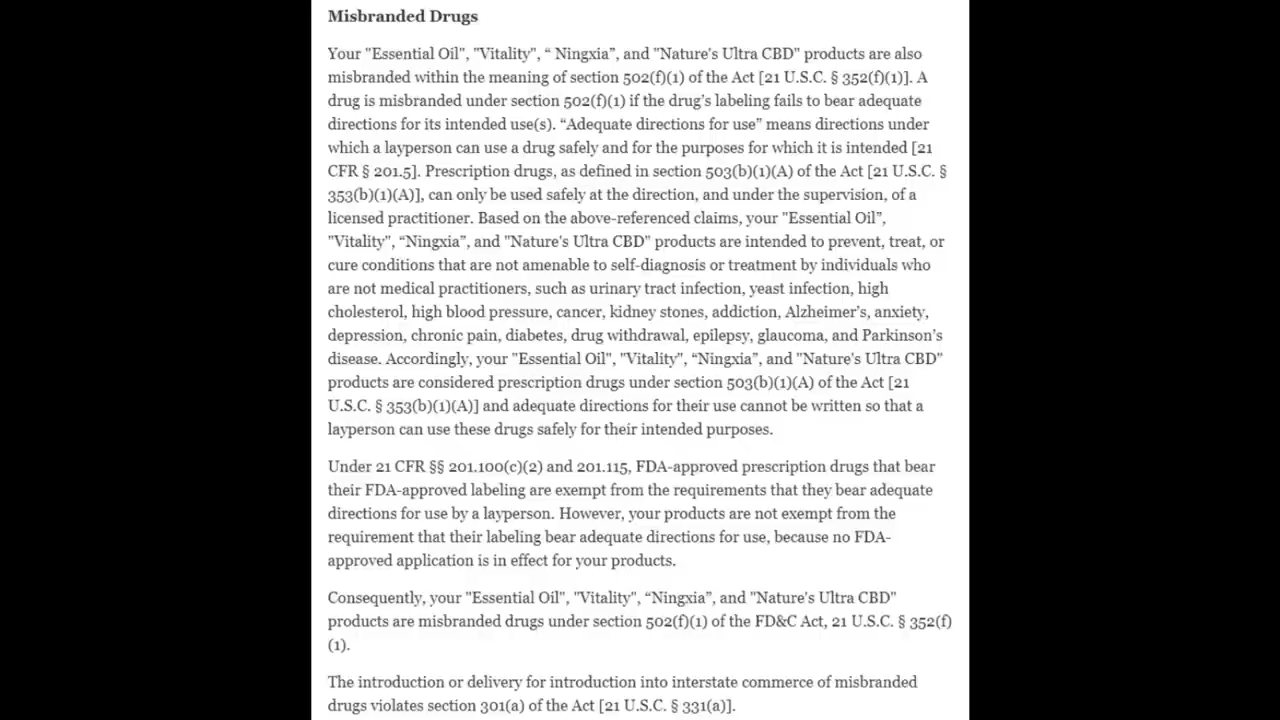 Misbranded Drugs
Your "Essential Oil", "Vitality", “ Ningxia”, and "Nature's Ultra CBD" products are also
misbranded within the meaning of section 502(f)(1) of the Act [21 U.S.C. § 352(f)(1)]. A
drug is misbranded under section 502(f)(1) if the drug’s labeling fails to bear adequate
directions for its intended use(s). “Adequate directions for use” means directions under
which a layperson can use a drug safely and for the purposes for which it is intended [21
CFR § 201.5]. Prescription drugs, as defined in section 503(b)(1)(A) of the Act [21 U.S.C. §
353(b)(1)(A)], can only be used safely at the direction, and under the supervision, of a
licensed practitioner. Based on the above-referenced claims, your "Essential Oil”,
"Vitality”, “Ningxia”, and "Nature's Ultra CBD" products are intended to prevent, treat, or
cure conditions that are not amenable to self-diagnosis or treatment by individuals who
are not medical practitioners, such as urinary tract infection, yeast infection, high
cholesterol, high blood pressure, cancer, kidney stones, addiction, Alzheimer’s, anxiety,
depression, chronic pain, diabetes, drug withdrawal, epilepsy, glaucoma, and Parkinson’s
disease. Accordingly, your "Essential Oil", "Vitality", “Ningxia”, and "Nature's Ultra CBD"
products are considered prescription drugs under section 503(b)(1)(A) of the Act [21
U.S.C. § 353(b)(1)(A)] and adequate directions for their use cannot be written so that a
layperson can use these drugs safely for their intended purposes.
Under 21 CFR §§ 201.100(c)(2) and 201.115, FDA-approved prescription drugs that bear
their FDA-approved labeling are exempt from the requirements that they bear adequate
directions for use by a layperson. However, your products are not exempt from the
requirement that their labeling bear adequate directions for use, because no FDA-
approved application is in effect for your products.
Consequently, your "Essential Oil", "Vitality", “Ningxia”, and "Nature's Ultra CBD"
products are misbranded drugs under section 502(f)(1) of the FD&C Act, 21 U.S.C. § 352(f)
(1).
The introduction or delivery for introduction into interstate commerce of misbranded
drugs violates section 301(a) of the Act [21 U.S.C. § 331(a)].